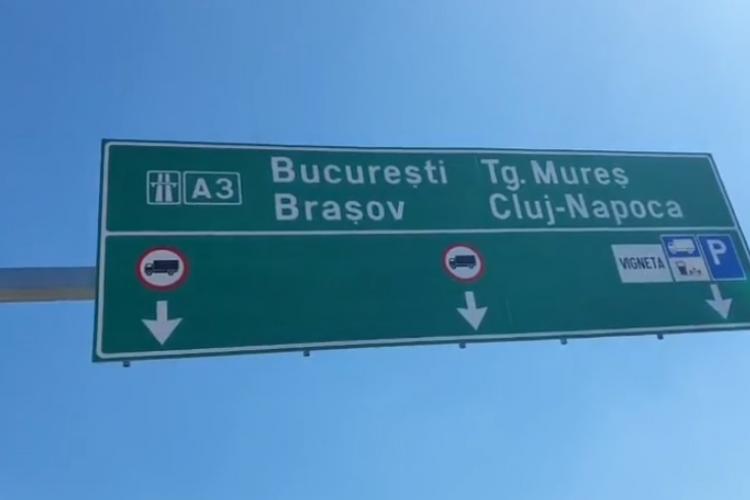 A3 București Tg. Mureș
Brașov Cluj-Napoca
VIGNETA P